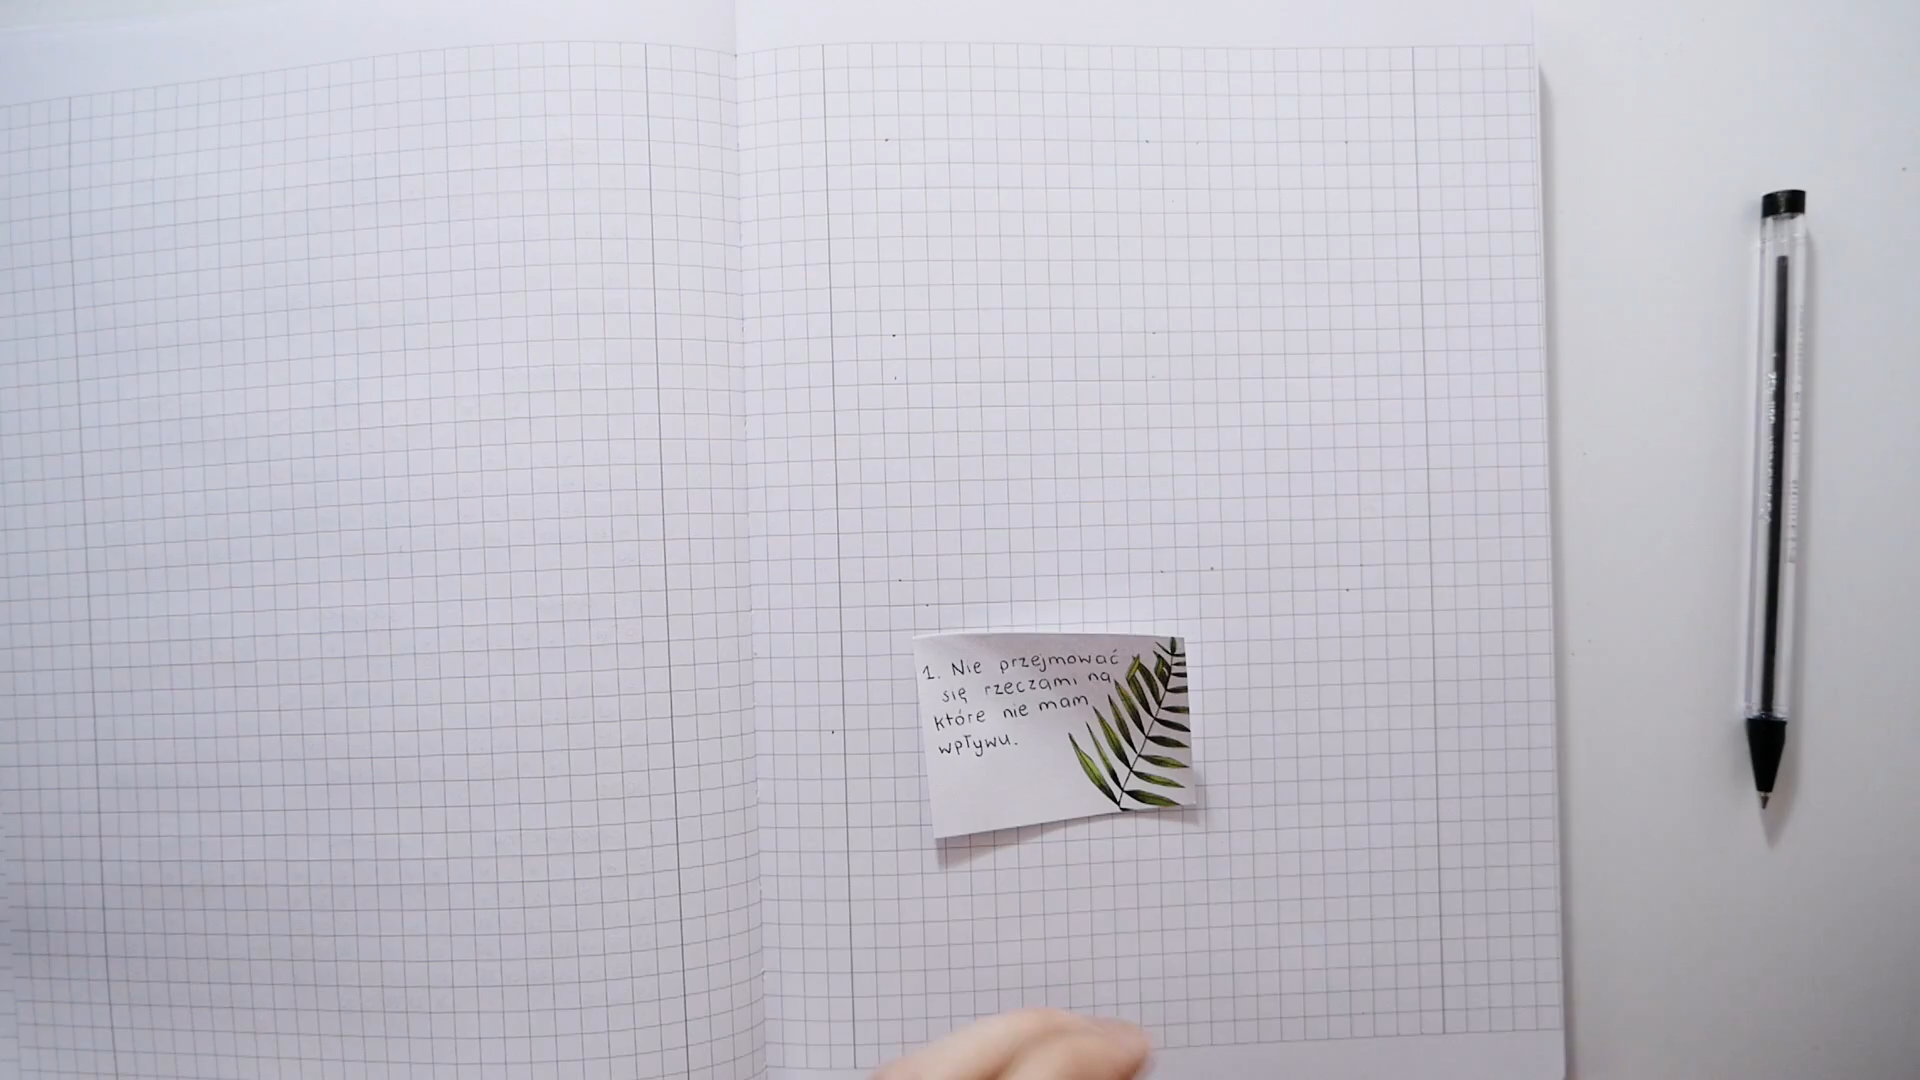 1. Nie przejmować
się rzeczami na
które nie mam
wpływu.